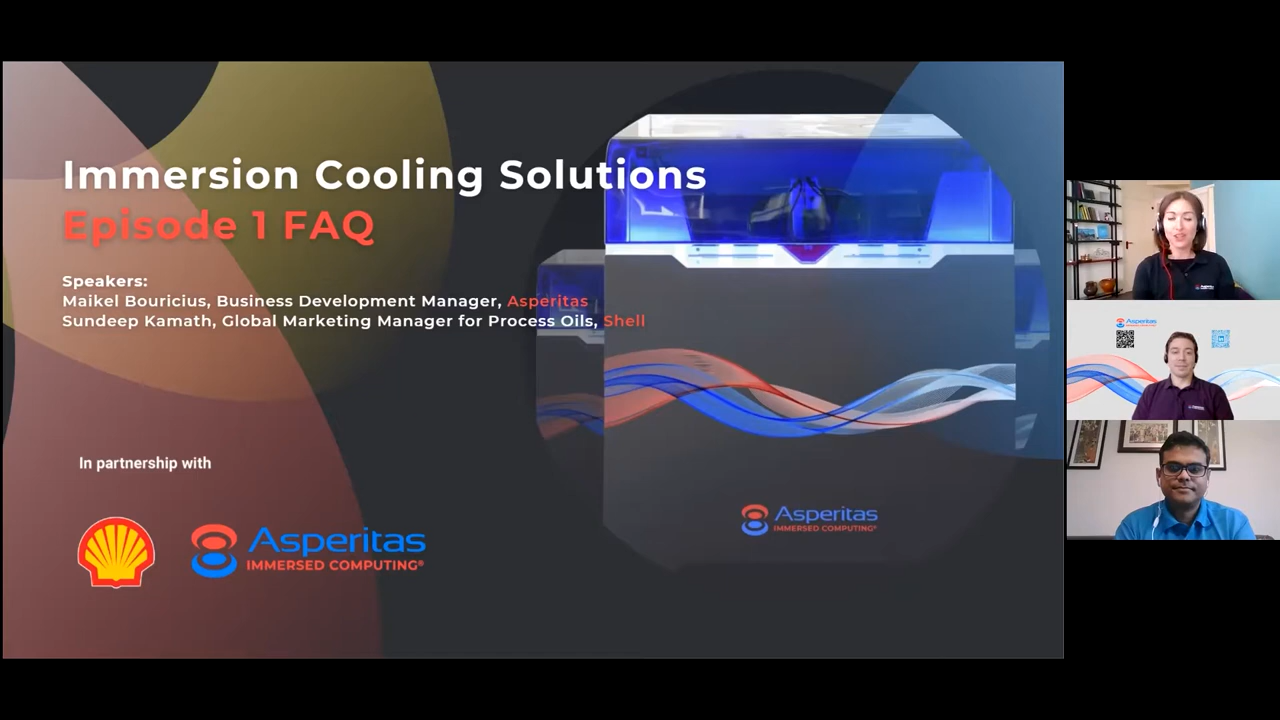 Immersion Cooling Solutions
Episode 1 FAQ
Speakers:
Maikel Bouricius, Business Development Manager, Asperitas
Sundeep Kamath, Global Marketing Manager for Process Oils, Shell
In partnership with
Asperitas
IMMERSED COMPUTING®
Asperitas
IMMERSED COMPUTING®
Asperitas